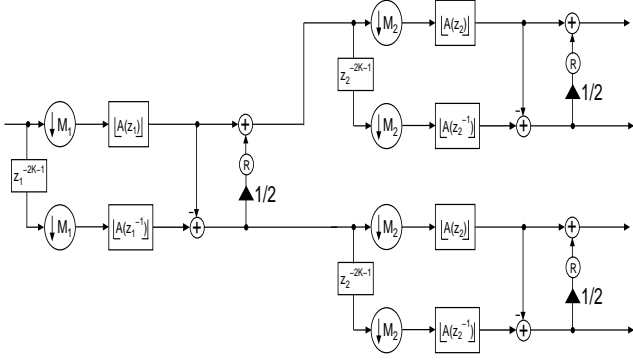 ↓M₂ ⌊A(z₂)⌋ +
z₂⁻²ᴷ⁻¹ R
1/2
↓M₂ ⌊A(z₂⁻¹)⌋ - +
↓M₁ ⌊A(z₁)⌋ +
z₁⁻²ᴷ⁻¹ R
1/2
↓M₁ ⌊A(z₁⁻¹)⌋ - +
↓M₂ ⌊A(z₂)⌋ +
z₂⁻²ᴷ⁻¹ R
1/2
↓M₂ ⌊A(z₂⁻¹)⌋ - +